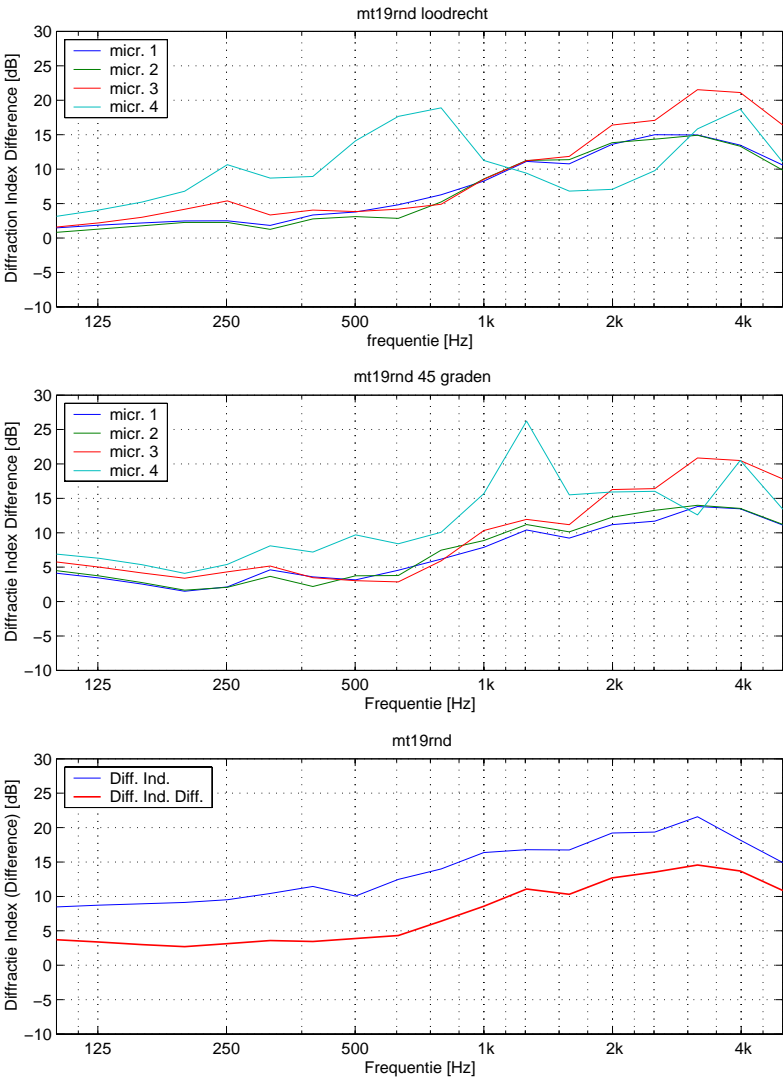 mt19rnd loodrecht
Diffraction Index Difference [dB]
30
25
20
15
10
5
0
−5
−10
micr. 1
micr. 2
micr. 3
micr. 4
125 250 500 1k 2k 4k
frequentie [Hz]
mt19rnd 45 graden
Diffractie Index Difference [dB]
30
25
20
15
10
5
0
−5
−10
micr. 1
micr. 2
micr. 3
micr. 4
125 250 500 1k 2k 4k
Frequentie [Hz]
mt19rnd
Diffractie Index (Difference) [dB]
30
25
20
15
10
5
0
−5
−10
Diff. Ind.
Diff. Ind. Diff.
125 250 500 1k 2k 4k
Frequentie [Hz]